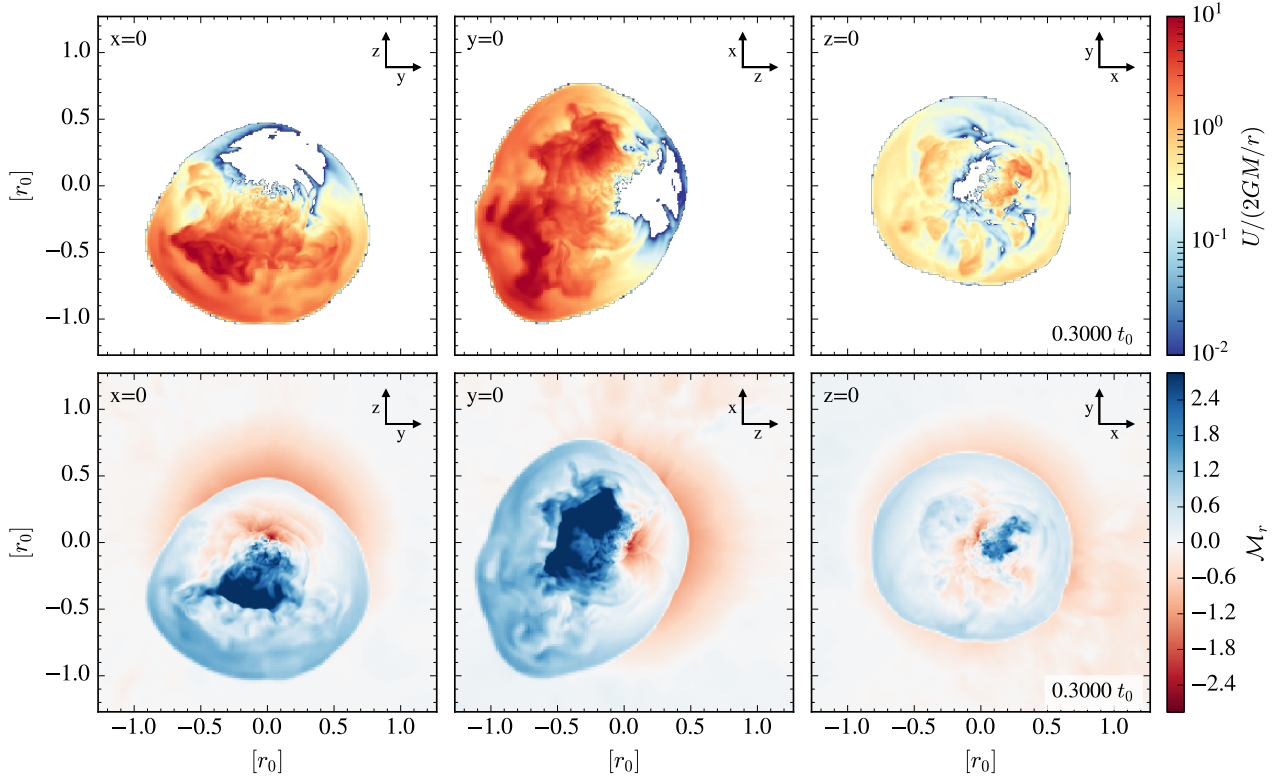 x=0
z
y
y=0
x
z
z=0
y
x
1.0
0.5
0.0
−0.5
−1.0
[r₀]
0.3000 t₀
10¹
10⁰
10⁻¹
10⁻²
U/(2GM/r)
x=0
z
y
y=0
x
z
z=0
y
x
1.0
0.5
0.0
−0.5
−1.0
[r₀]
0.3000 t₀
2.4
1.8
1.2
0.6
0.0
−0.6
−1.2
−1.8
−2.4
ℳᵣ
−1.0 −0.5 0.0 0.5 1.0
−1.0 −0.5 0.0 0.5 1.0
−1.0 −0.5 0.0 0.5 1.0
[r₀]
[r₀]
[r₀]